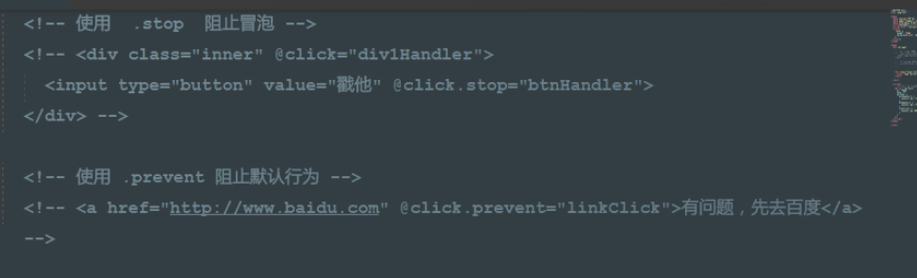 <!-- 使用  .stop  阻止冒泡 -->
<!-- <div class="inner" @click="div1Handler">
<input type="button" value="戳他" @click.stop="btnHandler">
</div> -->
<!-- 使用 .prevent 阻止默认行为 -->
<!-- <a href="http://www.baidu.com" @click.prevent="linkClick">有问题，先去百度</a>
-->